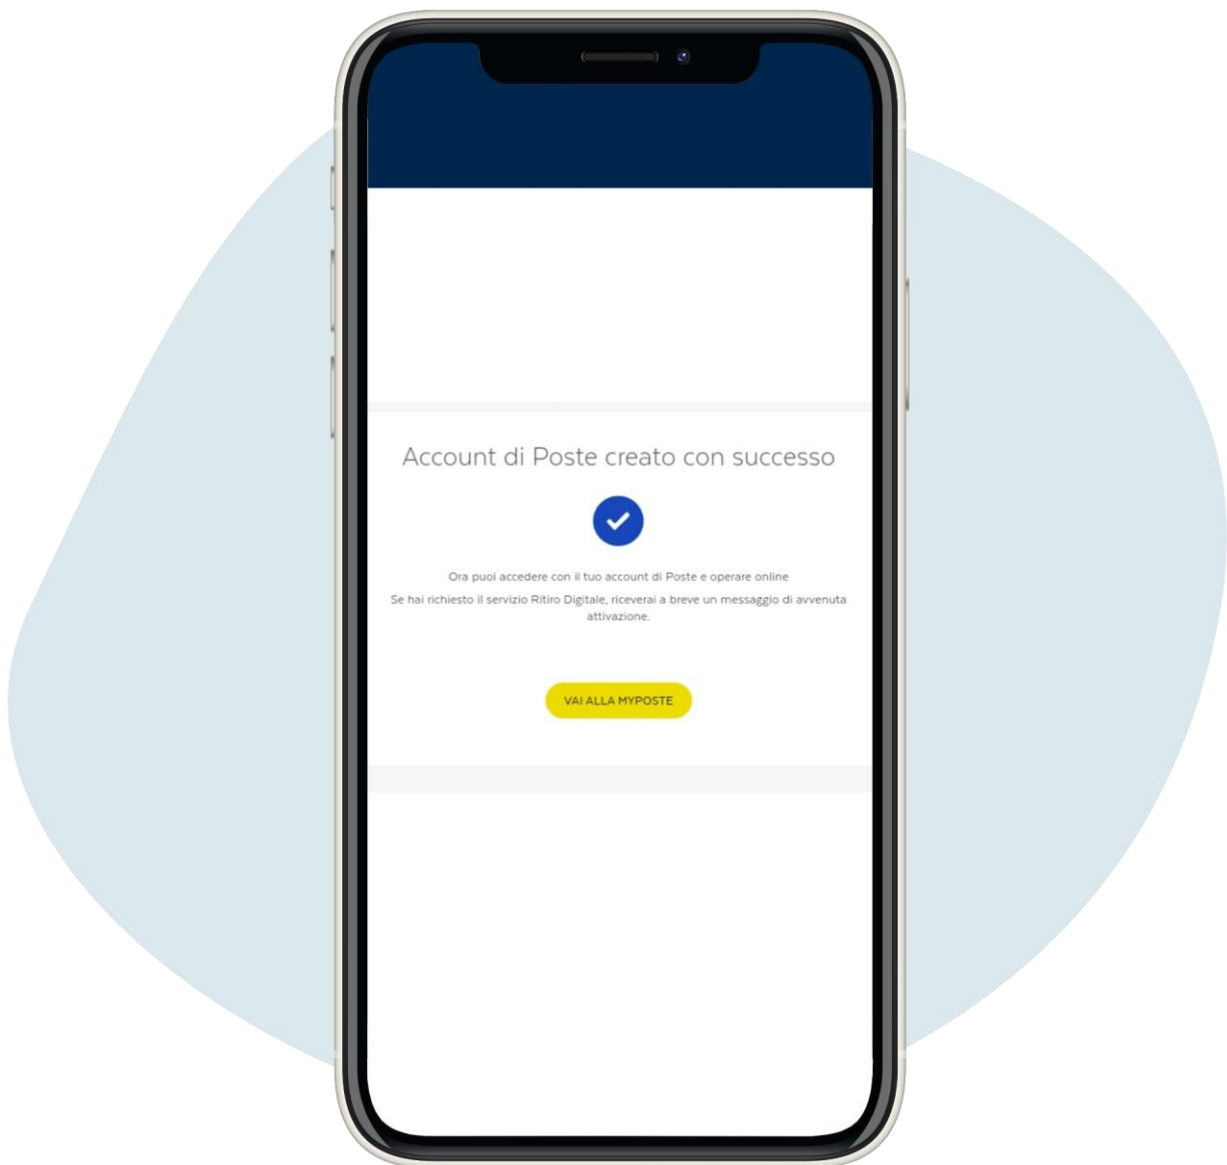 Account di Poste creato con successo
Ora puoi accedere con il tuo account di Poste e operare online
Se hai richiesto il servizio Ritiro Digitale, riceverai a breve un messaggio di avvenuta
attivazione.
VAI ALLA MYPOSTE